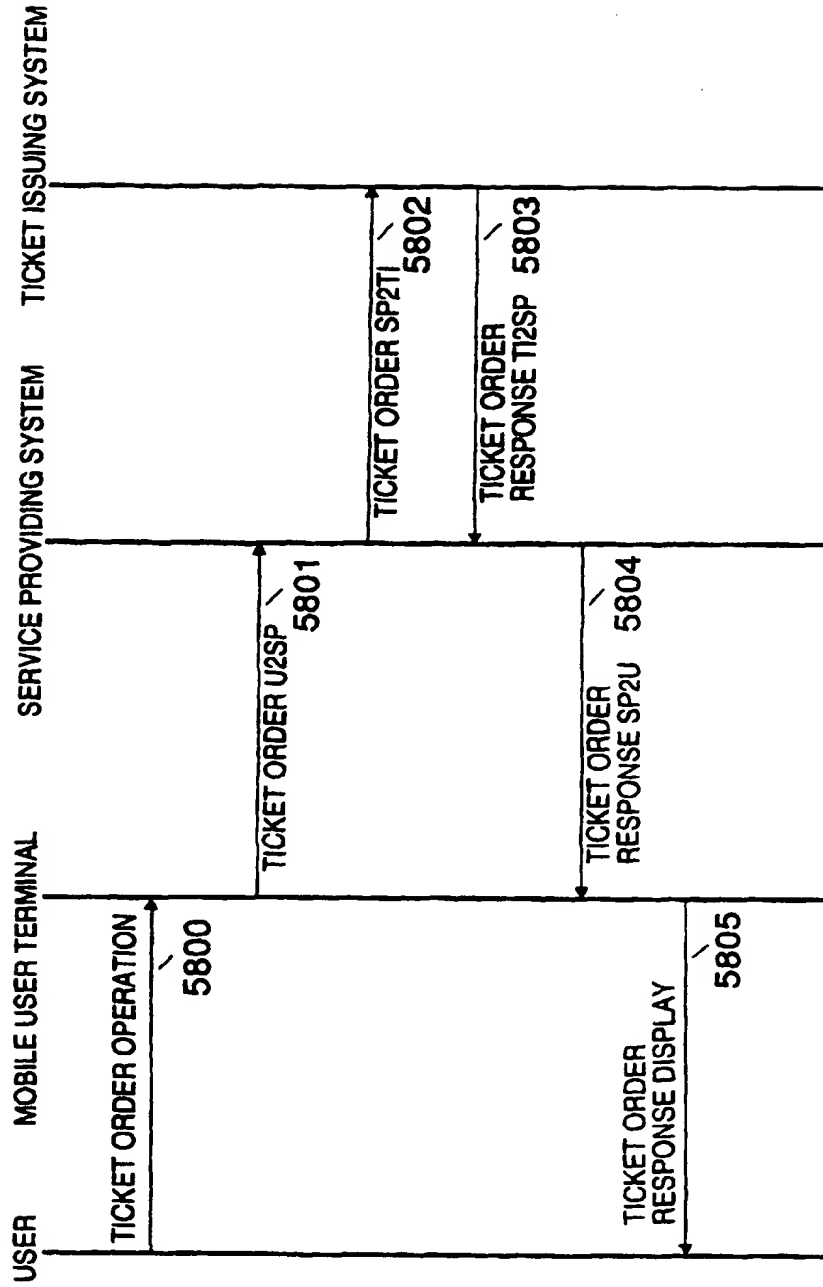 USER
MOBILE USER TERMINAL
SERVICE PROVIDING SYSTEM
TICKET ISSUING SYSTEM
TICKET ORDER OPERATION
5800
TICKET ORDER U2SP
5801
TICKET ORDER SP2TI
5802
TICKET ORDER
RESPONSE TI2SP
5803
TICKET ORDER
RESPONSE SP2U
5804
TICKET ORDER
RESPONSE DISPLAY
5805